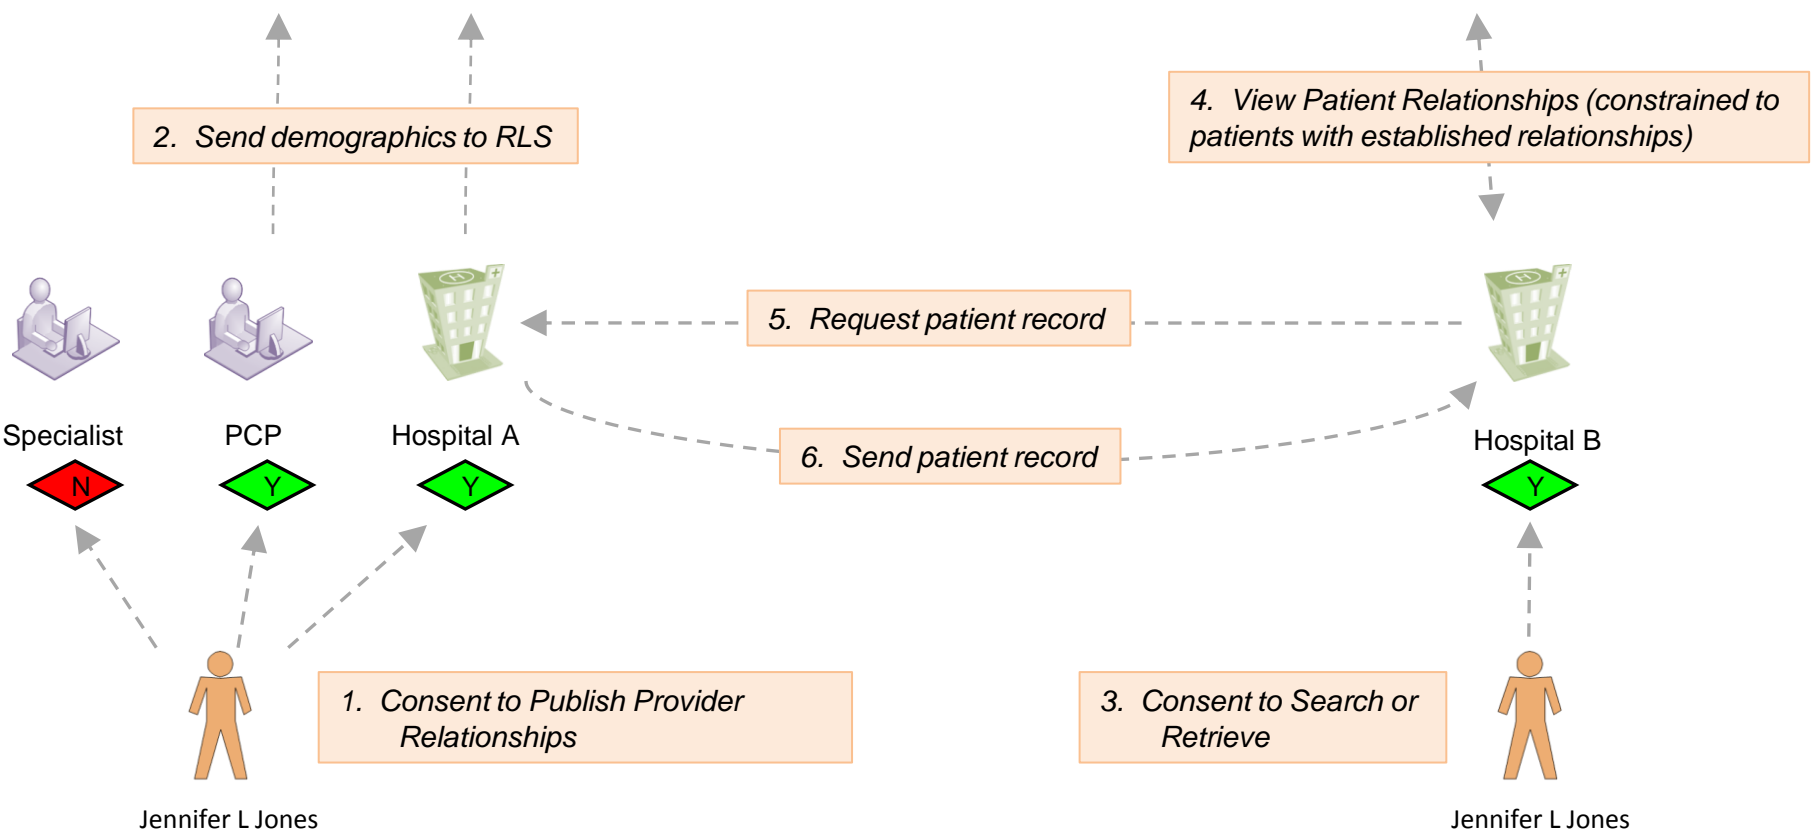 2. Send demographics to RLS
4. View Patient Relationships (constrained to
patients with established relationships)
H
H
5. Request patient record
Specialist
PCP
Hospital A
6. Send patient record
Hospital B
N
Y
Y
Y
1. Consent to Publish Provider
Relationships
3. Consent to Search or
Retrieve
Jennifer L Jones
Jennifer L Jones